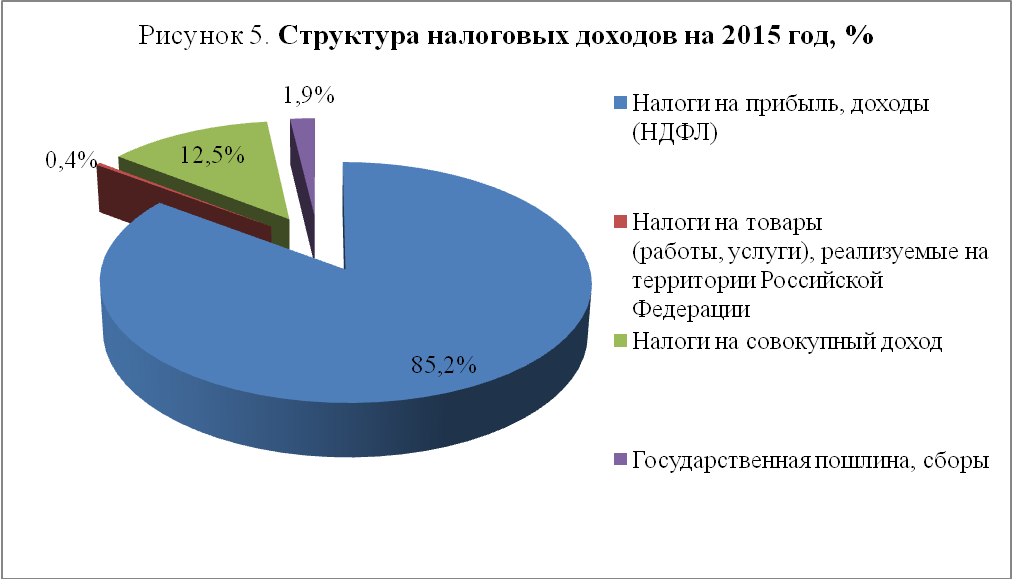 Рисунок 5. Структура налоговых доходов на 2015 год, %
1,9%
0,4%
12,5%
85,2%
Налоги на прибыль, доходы
(НДФЛ)
Налоги на товары
(работы, услуги), реализуемые на
территории Российской
Федерации
Налоги на совокупный доход
Государственная пошлина, сборы